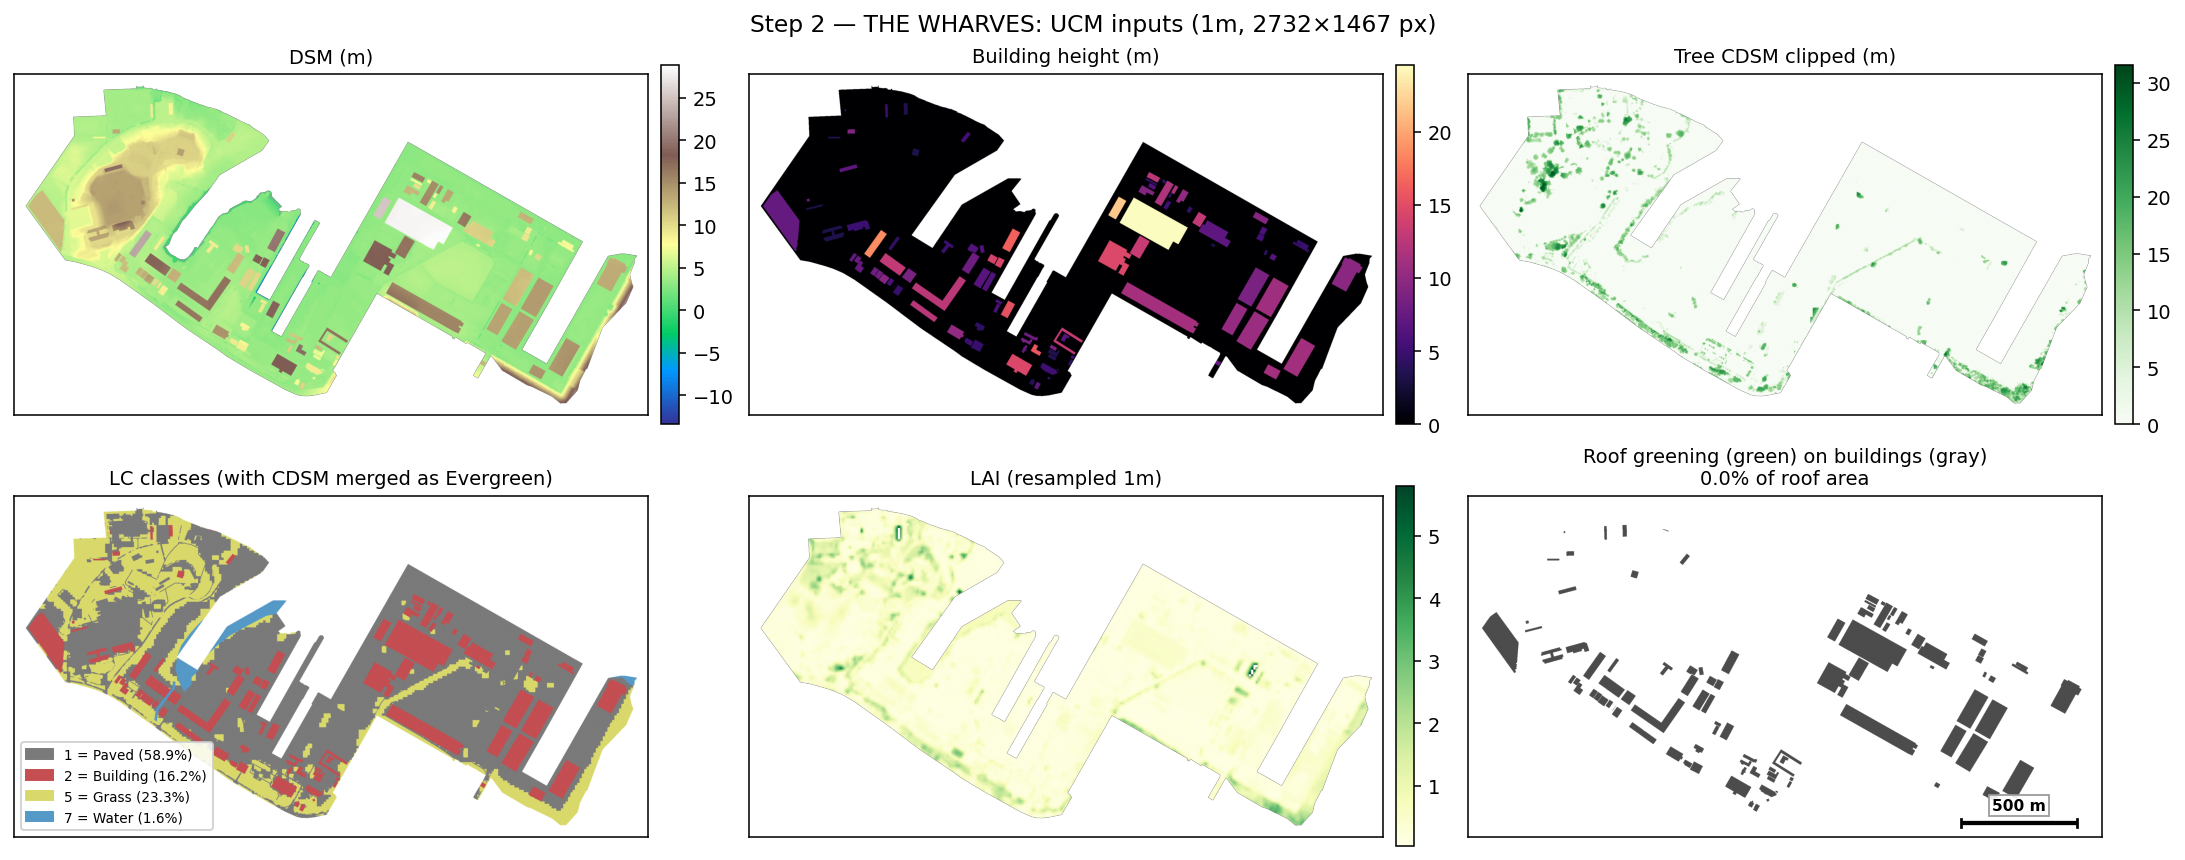 Step 2 — THE WHARVES: UCM inputs (1m, 2732×1467 px)
DSM (m)
25
20
15
10
5
0
−5
−10
Building height (m)
20
15
10
5
0
Tree CDSM clipped (m)
30
25
20
15
10
5
0
LC classes (with CDSM merged as Evergreen)
1 = Paved (58.9%)
2 = Building (16.2%)
5 = Grass (23.3%)
7 = Water (1.6%)
LAI (resampled 1m)
5
4
3
2
1
Roof greening (green) on buildings (gray)
0.0% of roof area
500 m